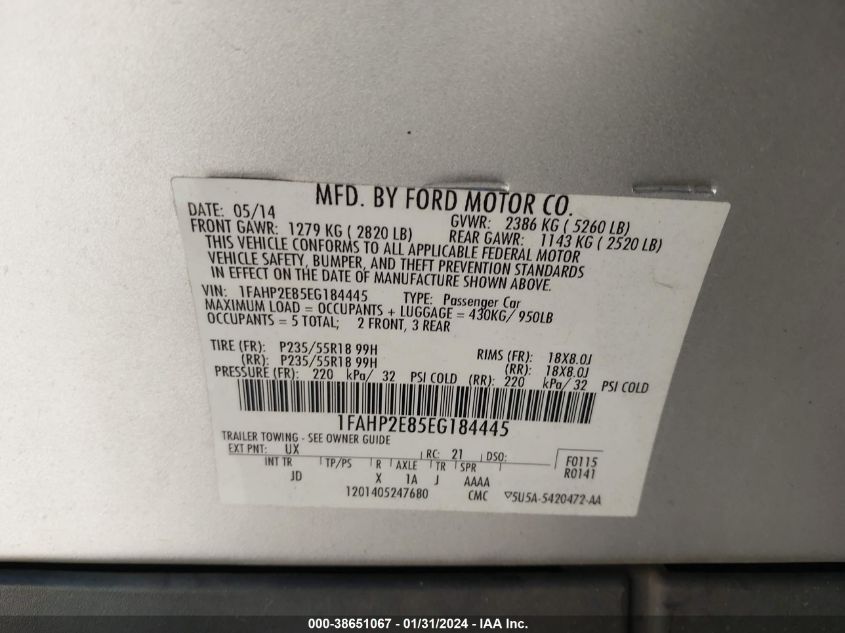 MFD. BY FORD MOTOR CO.
DATE: 05/14 GVWR: 2386 KG ( 5260 LB)
FRONT GAWR: 1279 KG ( 2820 LB) REAR GAWR: 1143 KG ( 2520 LB)
THIS VEHICLE CONFORMS TO ALL APPLICABLE FEDERAL MOTOR
VEHICLE SAFETY, BUMPER, AND THEFT PREVENTION STANDARDS
IN EFFECT ON THE DATE OF MANUFACTURE SHOWN ABOVE.
VIN: 1FAHP2E85EG184445 TYPE: Passenger Car
MAXIMUM LOAD = OCCUPANTS + LUGGAGE = 430KG/ 950LB
OCCUPANTS = 5 TOTAL; 2 FRONT, 3 REAR
TIRE (FR): P235/55R18 99H RIMS (FR): 18X8.0J
(RR): P235/55R18 99H (RR): 18X8.0J
PRESSURE (FR): 220 kPa/ 32 PSI COLD (RR): 220 kPa/ 32 PSI COLD
1FAHP2E85EG184445
TRAILER TOWING - SEE OWNER GUIDE
EXT PNT: UX RC: 21 DSO: F0115
R0141
INT TR TP/PS R AXLE TR SPR
JD X 1A J AAAA
1201405247680 CMC ▽5U5A-5420472-AA
000-38651067 - 01/31/2024 - IAA Inc.